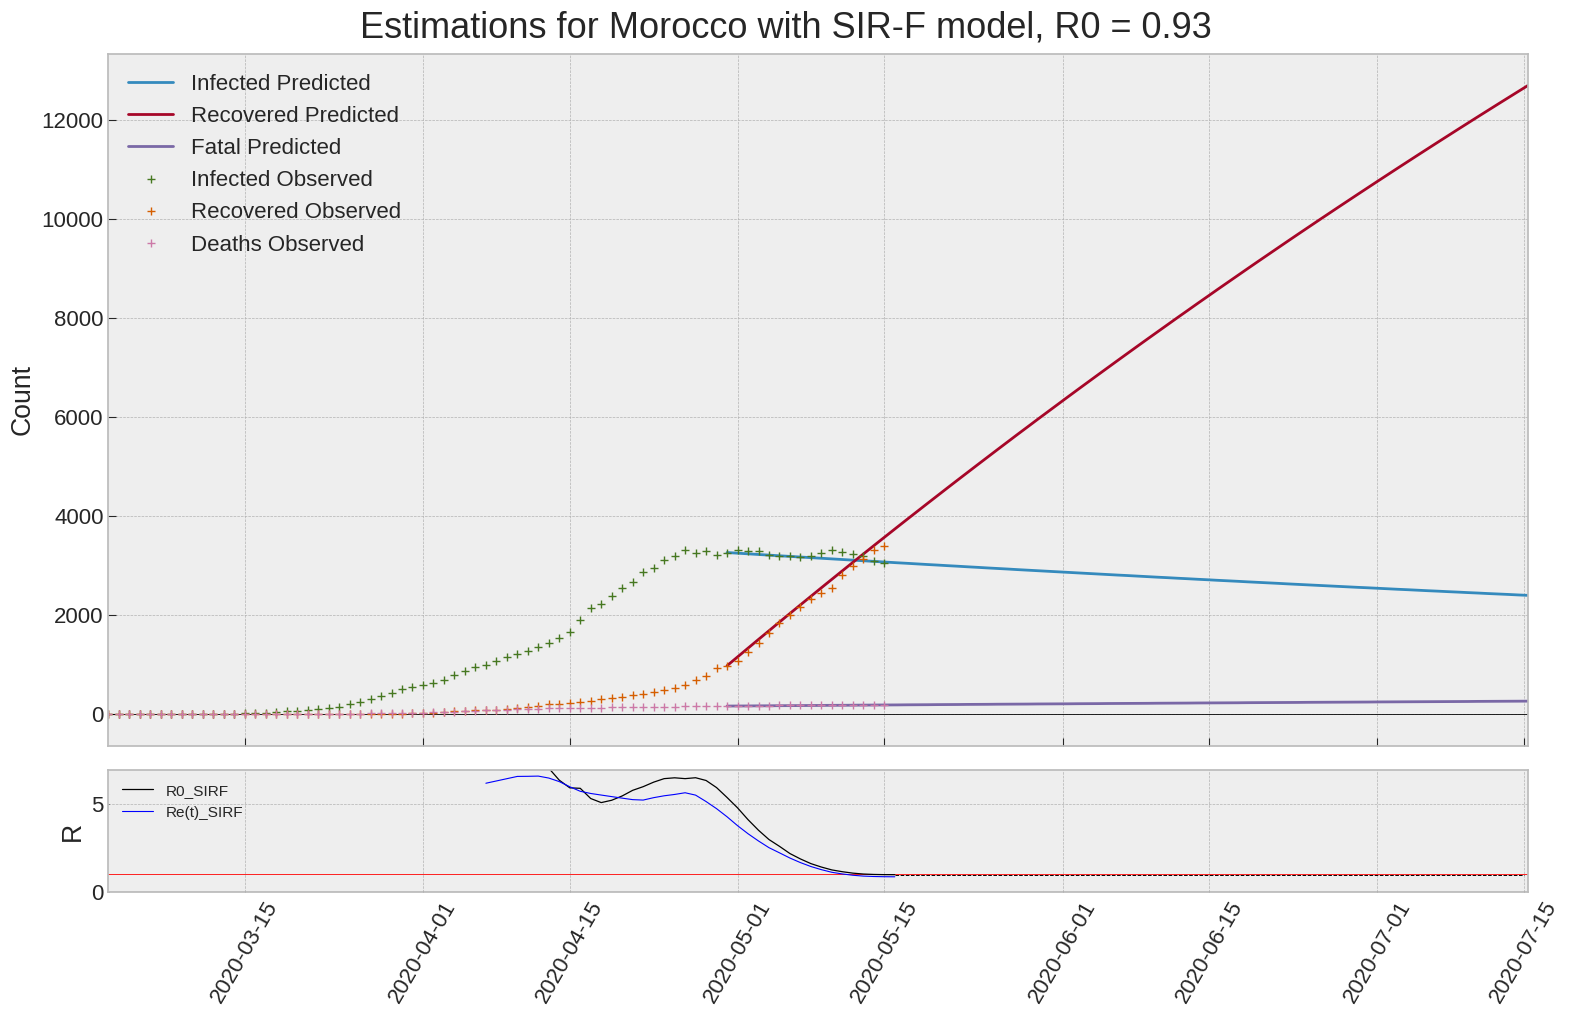 Estimations for Morocco with SIR-F model, R0 = 0.93
Infected Predicted
Recovered Predicted
Fatal Predicted
Infected Observed
Recovered Observed
Deaths Observed
12000
10000
8000
6000
4000
2000
0
Count
R0_SIRF
Re(t)_SIRF
5
0
R
2020-03-15
2020-04-01
2020-04-15
2020-05-01
2020-05-15
2020-06-01
2020-06-15
2020-07-01
2020-07-15